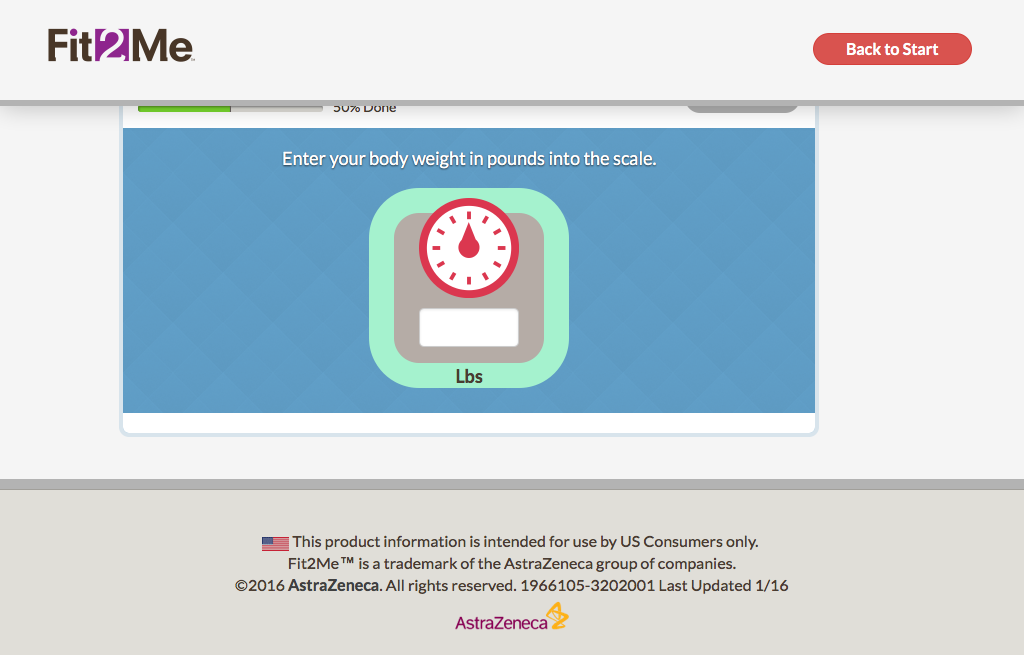 Fit2Me™
Back to Start
50% Done
Enter your body weight in pounds into the scale.
Lbs
This product information is intended for use by US Consumers only.
Fit2Me™ is a trademark of the AstraZeneca group of companies.
©2016 AstraZeneca. All rights reserved. 1966105-3202001 Last Updated 1/16
AstraZeneca